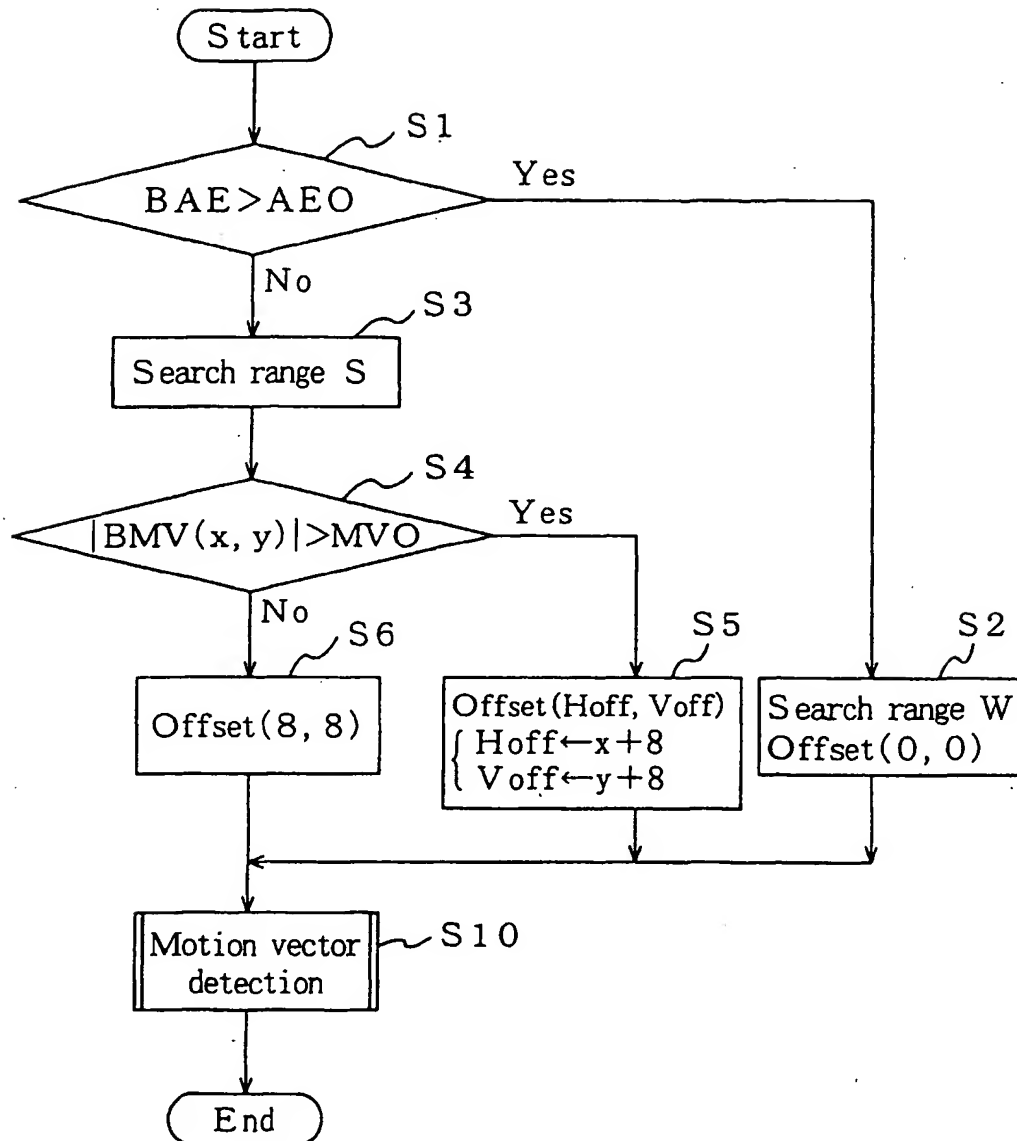 Start
S1
BAE>AEO
Yes
No
S3
Search range S
S4
|BMV(x, y)|>MVO
Yes
No
S6
Offset(8, 8)
S5
Offset(Hoff, Voff)
{ Hoff←x+8
Voff←y+8
S2
Search range W
Offset(0, 0)
Motion vector
detection
S10
End